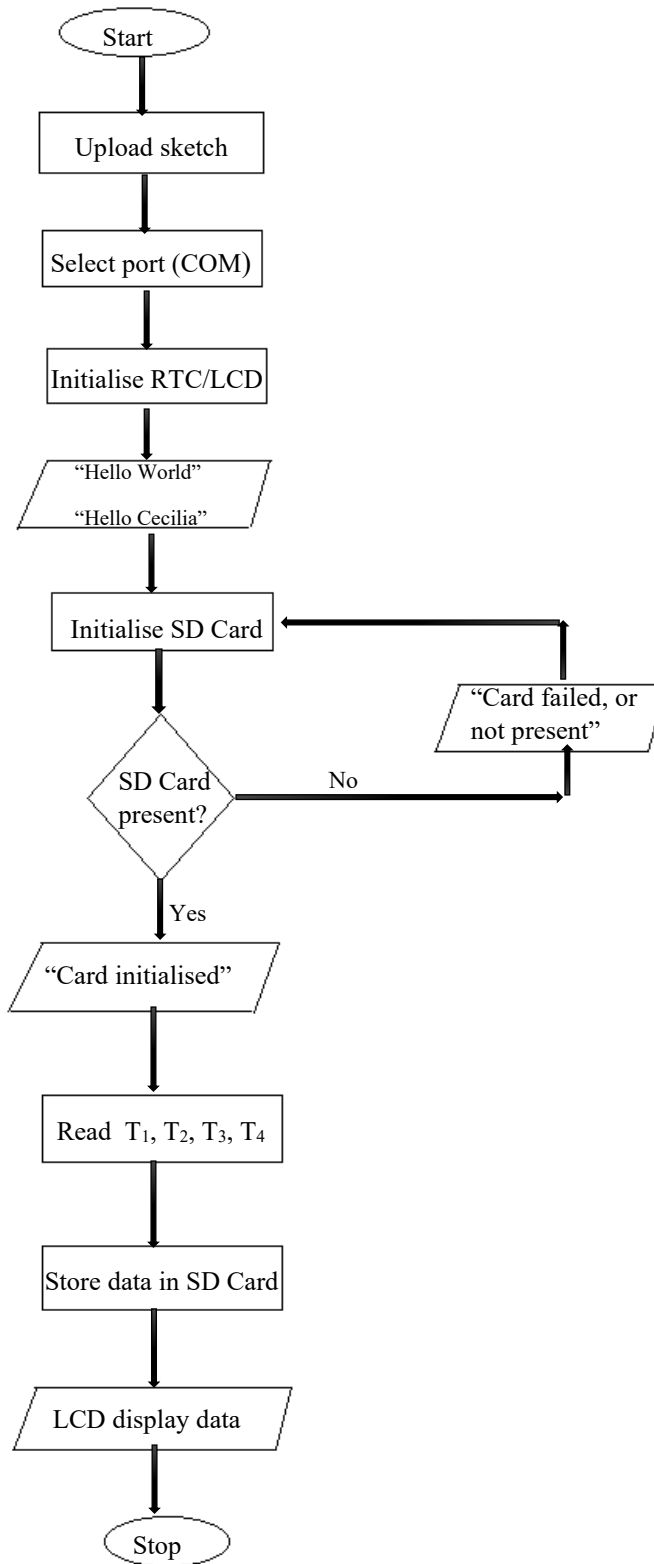 Start
Upload sketch
Select port (COM)
Initialise RTC/LCD
“Hello World”
“Hello Cecilia”
Initialise SD Card
“Card failed, or
not present”
SD Card
present?
No
Yes
“Card initialised”
Read T₁, T₂, T₃, T₄
Store data in SD Card
LCD display data
Stop